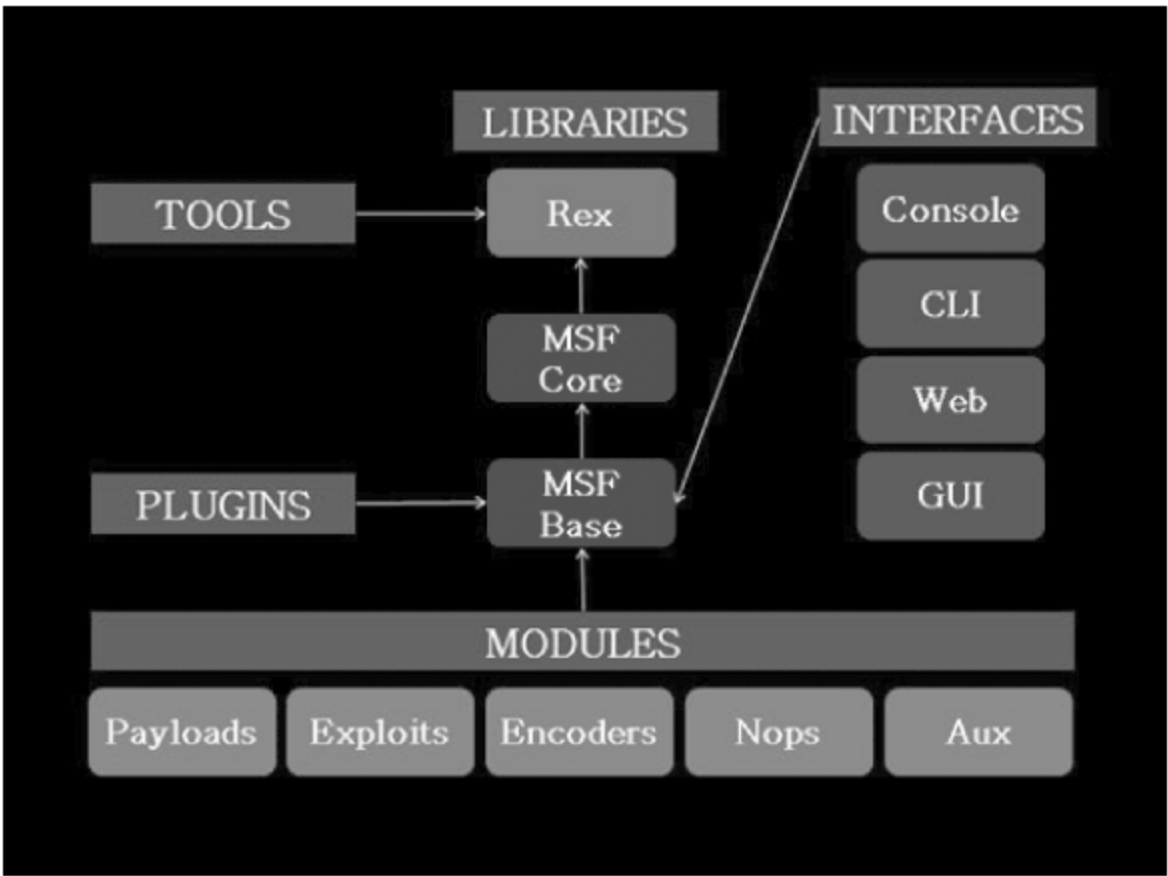 LIBRARIES
INTERFACES
TOOLS
Rex
Console
MSF
Core
CLI
Web
PLUGINS
MSF
Base
GUI
MODULES
Payloads
Exploits
Encoders
Nops
Aux